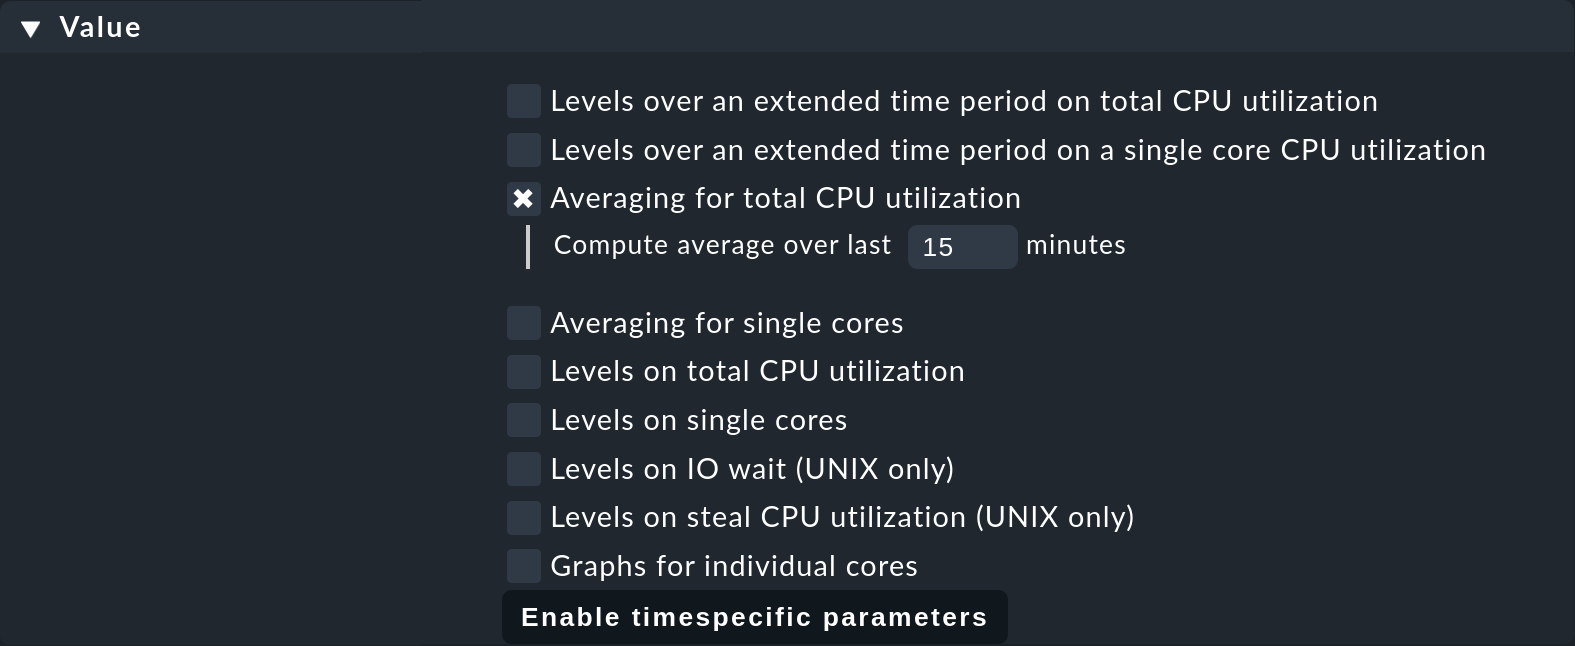 Value
Levels over an extended time period on total CPU utilization
Levels over an extended time period on a single core CPU utilization
Averaging for total CPU utilization
Compute average over last 15 minutes
Averaging for single cores
Levels on total CPU utilization
Levels on single cores
Levels on IO wait (UNIX only)
Levels on steal CPU utilization (UNIX only)
Graphs for individual cores
Enable timespecific parameters